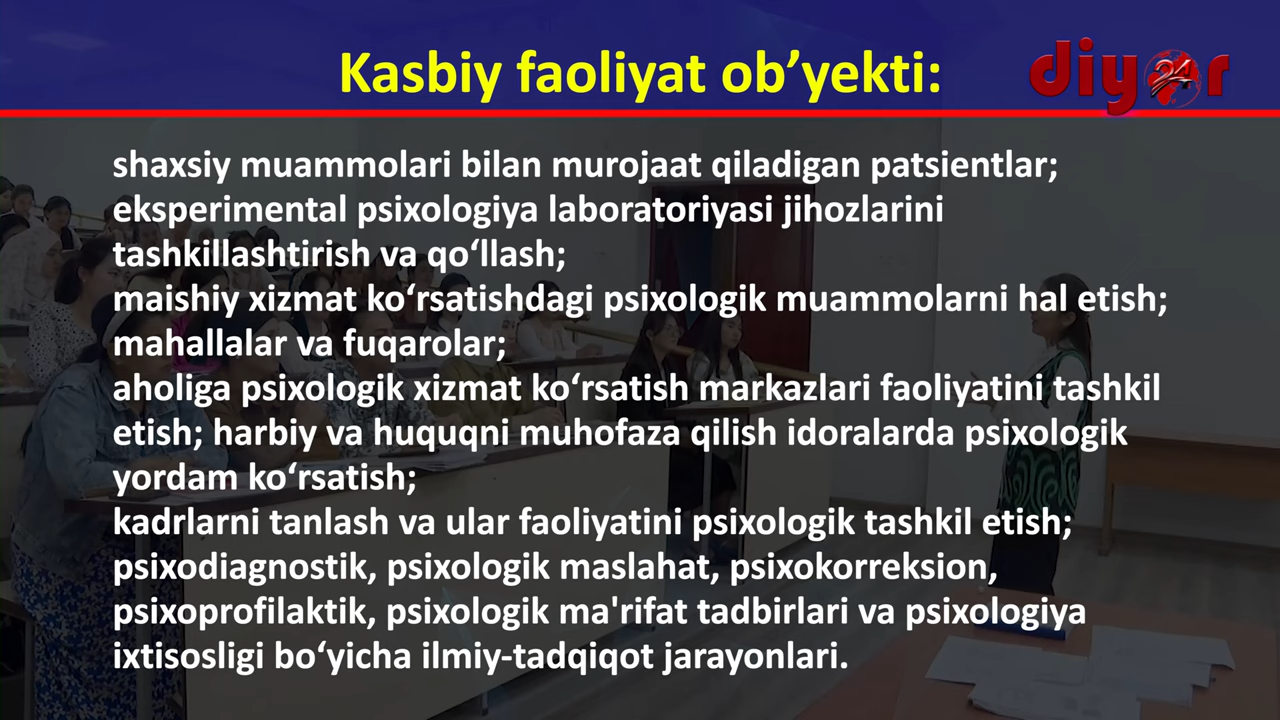 Kasbiy faoliyat ob’yekti:
diyor 24
shaxsiy muammolari bilan murojaat qiladigan patsientlar;
eksperimental psixologiya laboratoriyasi jihozlarini
tashkillashtirish va qo‘llash;
maishiy xizmat ko‘rsatishdagi psixologik muammolarni hal etish;
mahallalar va fuqarolar;
aholiga psixologik xizmat ko‘rsatish markazlari faoliyatini tashkil
etish; harbiy va huquqni muhofaza qilish idoralarda psixologik
yordam ko‘rsatish;
kadrlarni tanlash va ular faoliyatini psixologik tashkil etish;
psixodiagnostik, psixologik maslahat, psixokorreksion,
psixoprofilaktik, psixologik ma'rifat tadbirlari va psixologiya
ixtisosligi bo‘yicha ilmiy-tadqiqot jarayonlari.